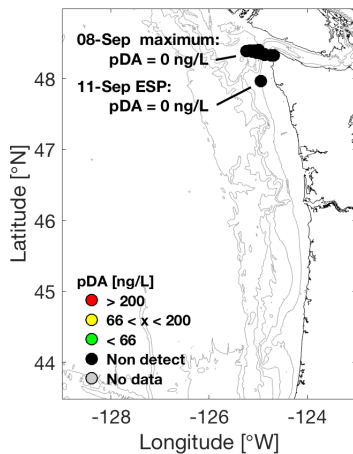 08-Sep maximum:
pDA = 0 ng/L
11-Sep ESP:
pDA = 0 ng/L
48
47
46
45
44
Latitude [°N]
pDA [ng/L]
> 200
66 < x < 200
< 66
Non detect
No data
-128 -126 -124
Longitude [°W]